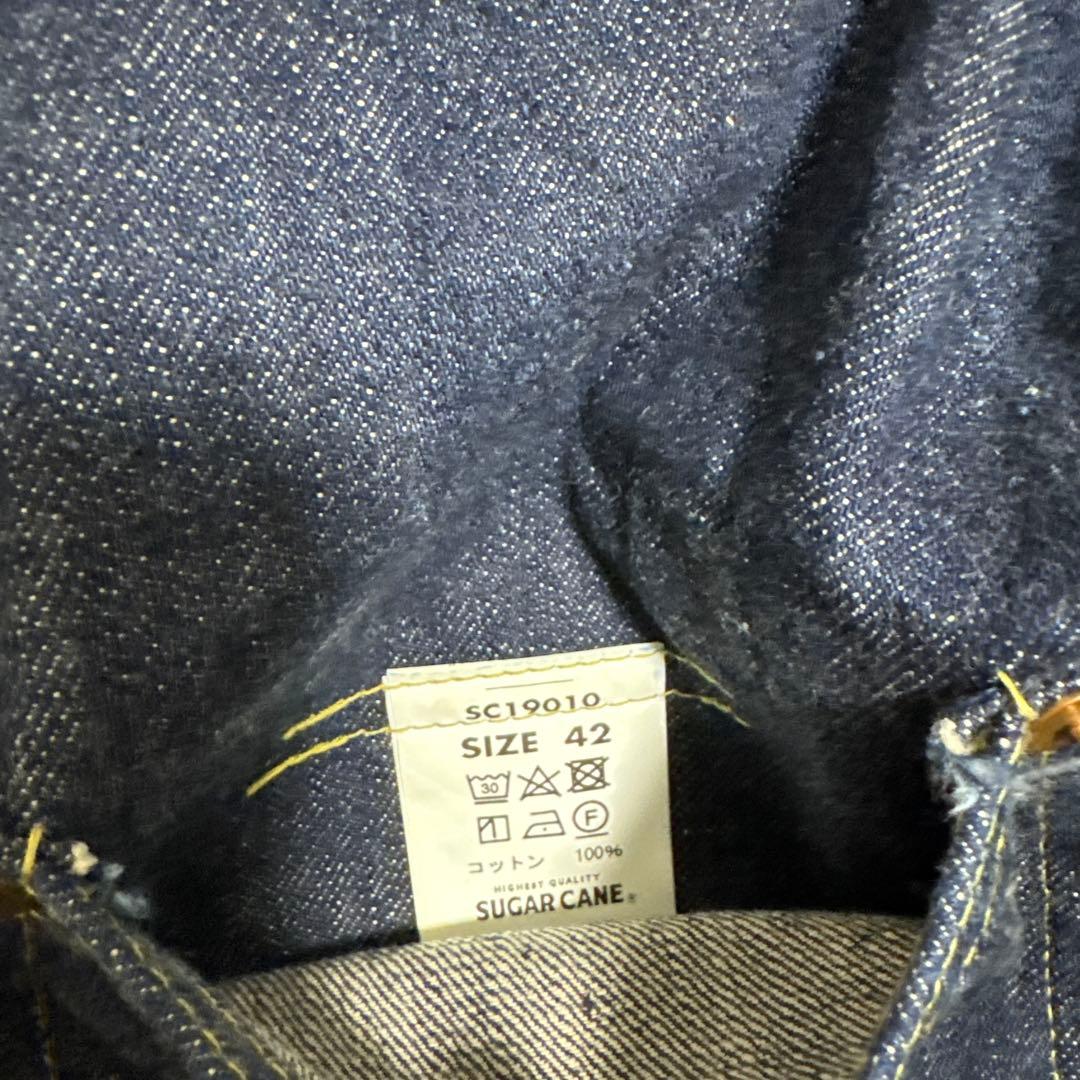 SC19010
SIZE 42
30
F
コットン 100%
HIGHEST QUALITY
SUGAR CANE®